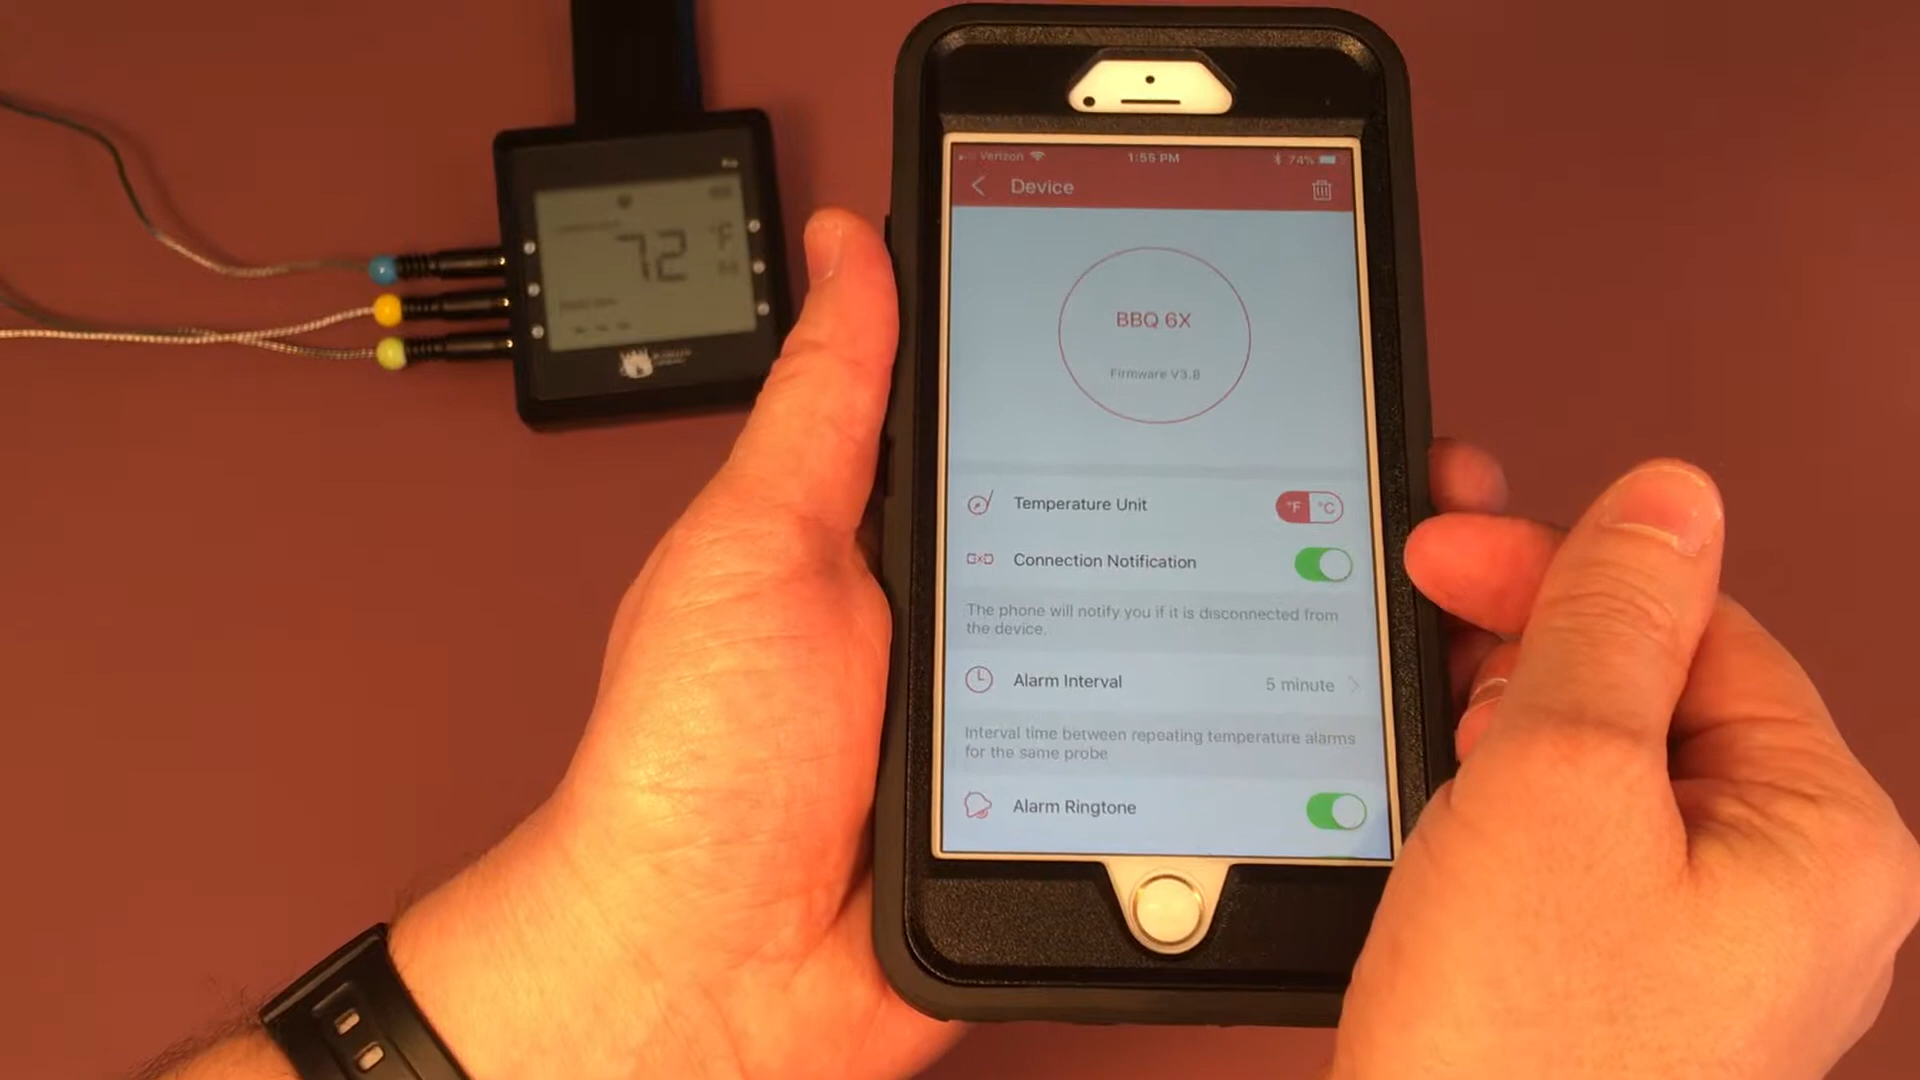 72
°F
Verizon
1:55 PM
74%
Device
BBQ 6X
Firmware V3.8
Temperature Unit
°F °C
Connection Notification
The phone will notify you if it is disconnected from
the device.
Alarm Interval
5 minute
Interval time between repeating temperature alarms
for the same probe
Alarm Ringtone